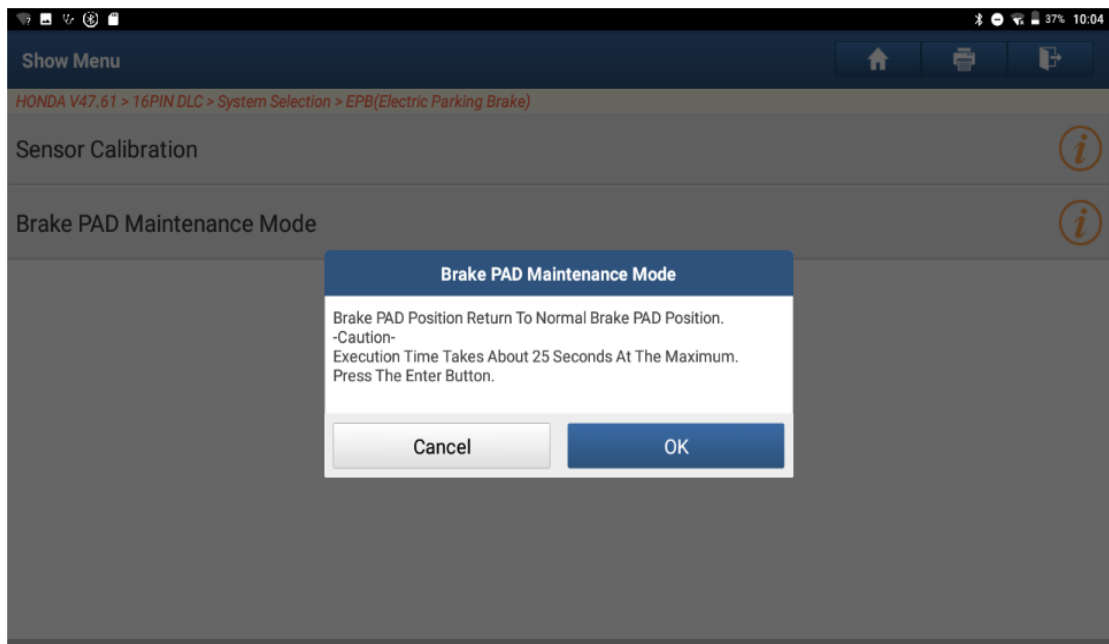 37% 10:04
Show Menu
HONDA V47.61 > 16PIN DLC > System Selection > EPB(Electric Parking Brake)
Sensor Calibration
Brake PAD Maintenance Mode
Brake PAD Maintenance Mode
Brake PAD Position Return To Normal Brake PAD Position.
-Caution-
Execution Time Takes About 25 Seconds At The Maximum.
Press The Enter Button.
Cancel
OK